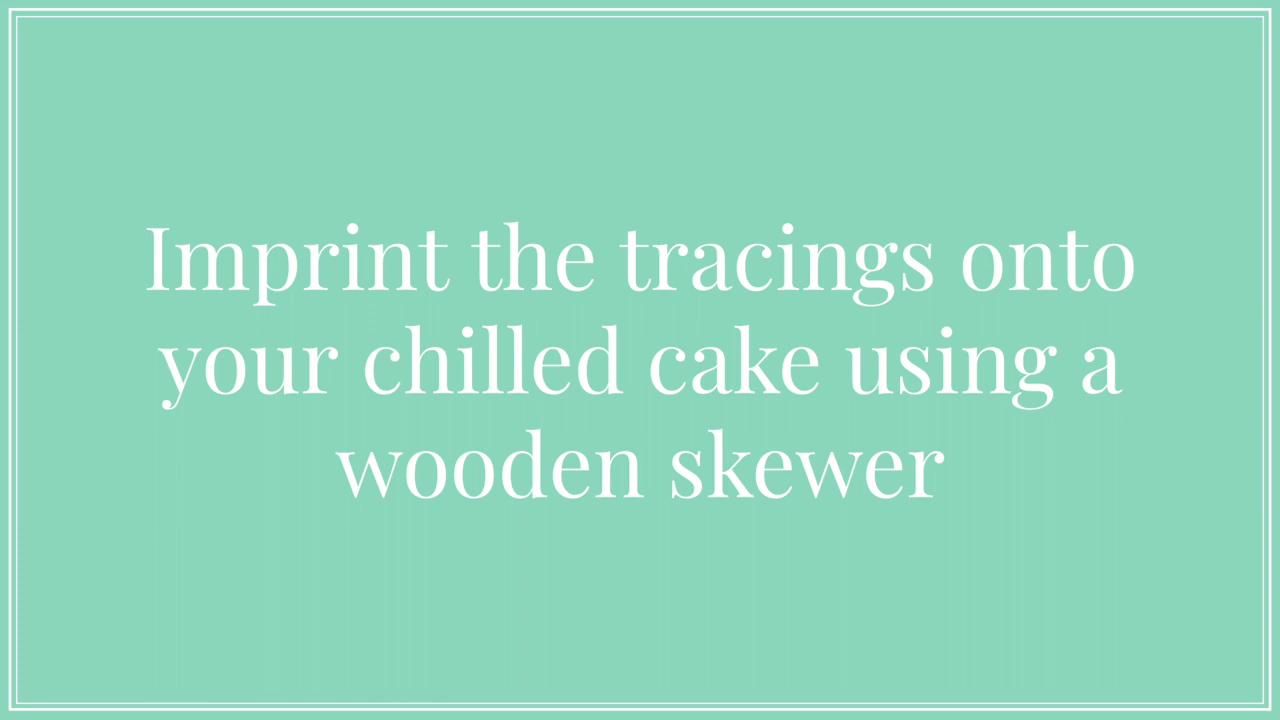 Imprint the tracings onto
your chilled cake using a
wooden skewer